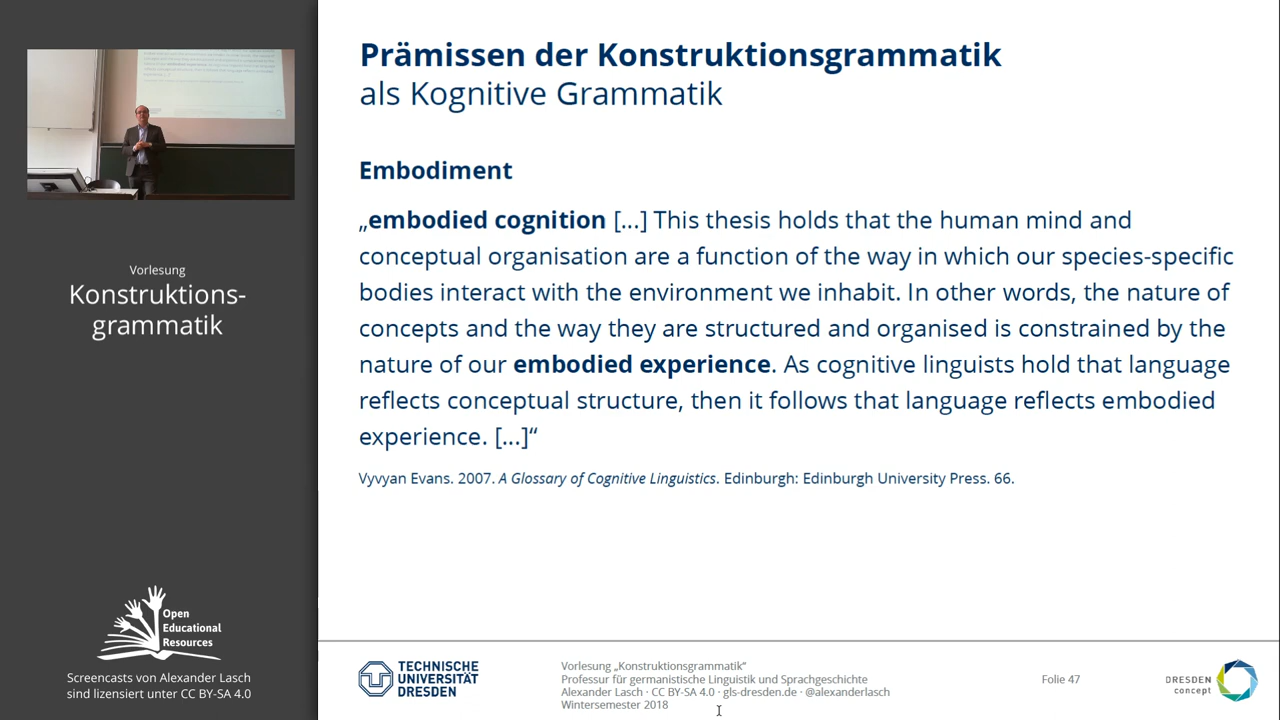 Vorlesung
Konstruktions-
grammatik
Open
Educational
Resources
Screencasts von Alexander Lasch
sind lizensiert unter CC BY-SA 4.0
Prämissen der Konstruktionsgrammatik
als Kognitive Grammatik
Embodiment
„embodied cognition [...] This thesis holds that the human mind and
conceptual organisation are a function of the way in which our species-specific
bodies interact with the environment we inhabit. In other words, the nature of
concepts and the way they are structured and organised is constrained by the
nature of our embodied experience. As cognitive linguists hold that language
reflects conceptual structure, then it follows that language reflects embodied
experience. [...]“
Vyvyan Evans. 2007. A Glossary of Cognitive Linguistics. Edinburgh: Edinburgh University Press. 66.
TECHNISCHE
UNIVERSITÄT
DRESDEN
Vorlesung „Konstruktionsgrammatik“
Professur für germanistische Linguistik und Sprachgeschichte
Alexander Lasch · CC BY-SA 4.0 · gls-dresden.de · @alexanderlasch
Wintersemester 2018
Folie 47
DRESDEN
concept